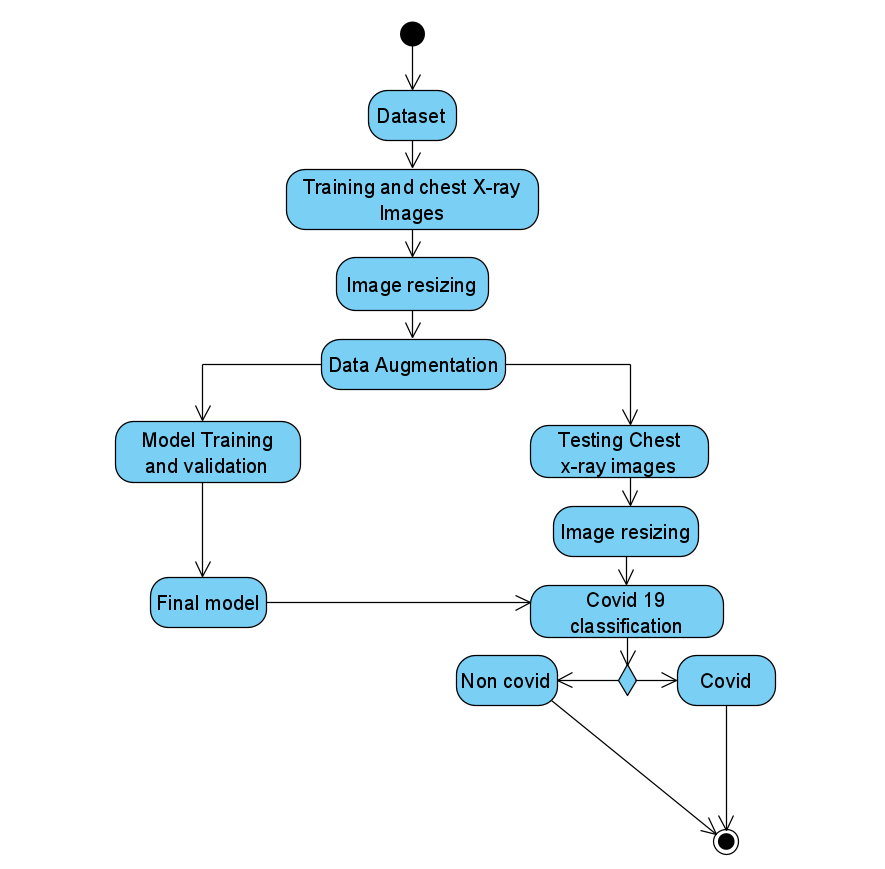 Dataset
Training and chest X-ray
Images
Image resizing
Data Augmentation
Model Training
and validation
Testing Chest
x-ray images
Image resizing
Final model
Covid 19
classification
Non covid
Covid